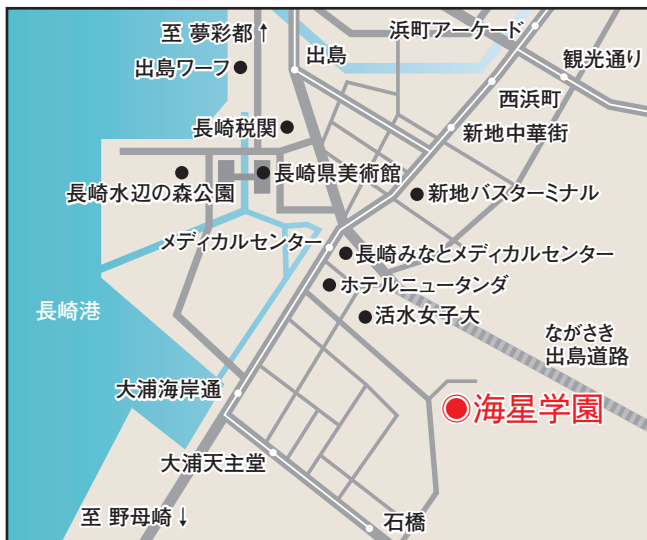 至 夢彩都↑
浜町アーケード
出島
観光通り
出島ワーフ
西浜町
長崎税関
新地中華街
長崎県美術館
長崎水辺の森公園
新地バスターミナル
メディカルセンター
長崎みなとメディカルセンター
ホテルニュータンダ
長崎港
活水女子大
ながさき
出島道路
大浦海岸通
海星学園
大浦天主堂
至 野母崎↓
石橋